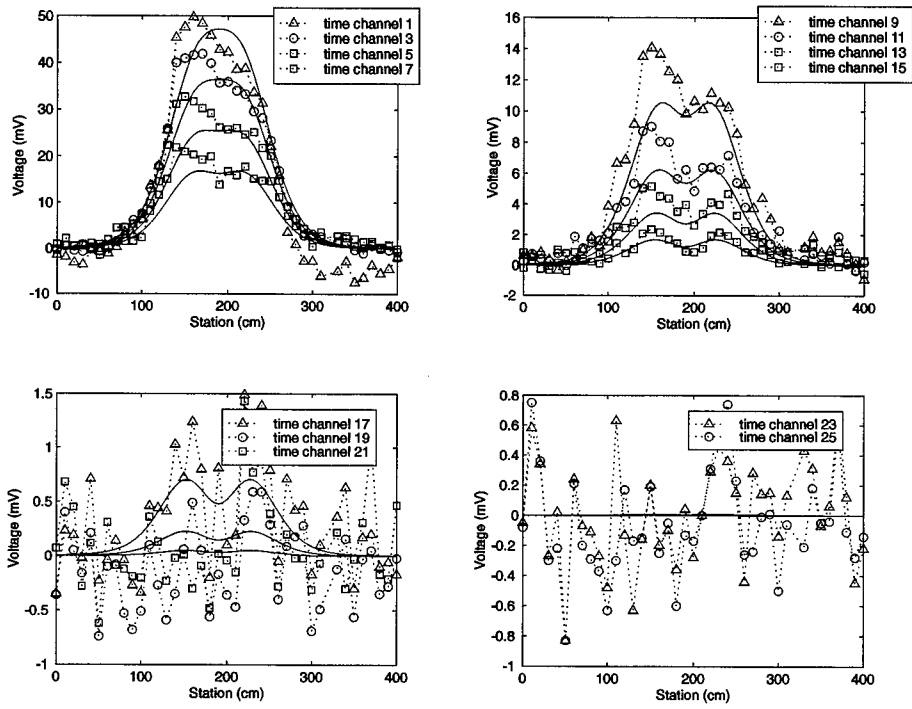 50
40
30
20
10
0
-10
Voltage (mV)
0
100
200
300
400
Station (cm)
time channel 1
time channel 3
time channel 5
time channel 7
16
14
12
10
8
6
4
2
0
-2
Voltage (mV)
0
100
200
300
400
Station (cm)
time channel 9
time channel 11
time channel 13
time channel 15
1.5
1
0.5
0
-0.5
-1
Voltage (mV)
0
100
200
300
400
Station (cm)
time channel 17
time channel 19
time channel 21
0.8
0.6
0.4
0.2
0
-0.2
-0.4
-0.6
-0.8
-1
Voltage (mV)
0
100
200
300
400
Station (cm)
time channel 23
time channel 25